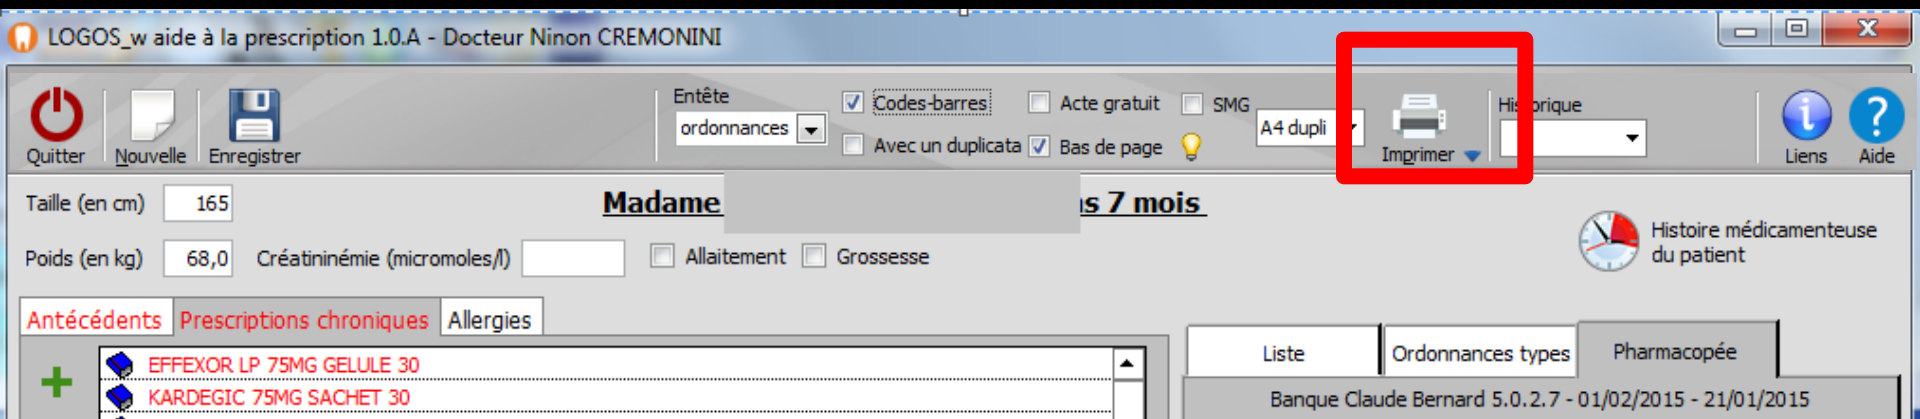 LOGOS_w aide à la prescription 1.0.A - Docteur Ninon CREMONINI
Quitter Nouvelle Enregistrer
Entête
ordonnances
Codes-barres Acte gratuit SMG
Avec un duplicata Bas de page
A4 dupli
Imprimer
Historique
Liens Aide
Taille (en cm) 165
Madame 7 mois
Poids (en kg) 68,0 Créatininémie (micromoles/l) Allaitement Grossesse
Histoire médicamenteuse
du patient
Antécédents Prescriptions chroniques Allergies
EFFEXOR LP 75MG GELULE 30
KARDEGIC 75MG SACHET 30
Liste Ordonnances types Pharmacopée
Banque Claude Bernard 5.0.2.7 - 01/02/2015 - 21/01/2015